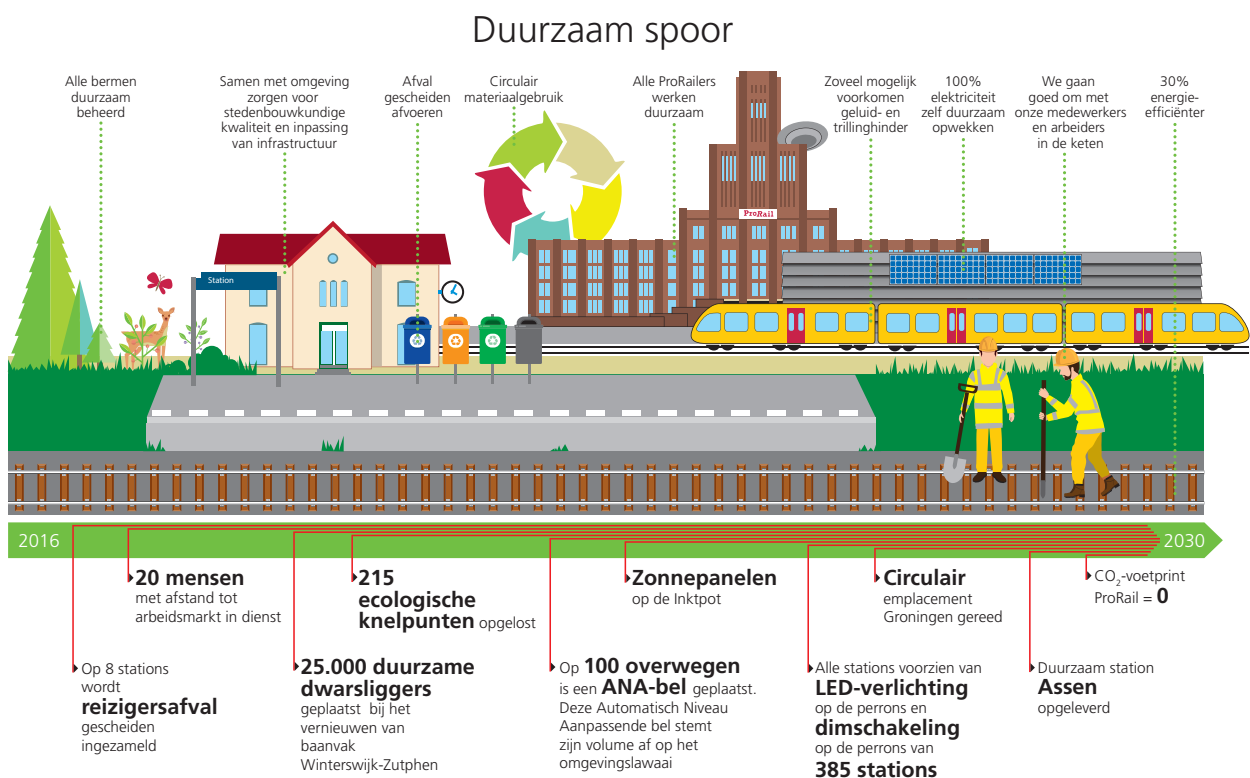 Duurzaam spoor
Alle bermen
duurzaam
beheerd
Samen met omgeving
zorgen voor
stedenbouwkundige
kwaliteit en inpassing
van infrastructuur
Afval
gescheiden
afvoeren
Circulair
materiaalgebruik
Alle ProRailers
werken
duurzaam
Zoveel mogelijk
voorkomen
geluid- en
trillinghinder
100%
elektriciteit
zelf duurzaam
opwekken
We gaan
goed om met
onze medewerkers
en arbeiders
in de keten
30%
energie-
efficiënter
ProRail
Station
2016
2030
20 mensen
met afstand tot
arbeidsmarkt in dienst
215
ecologische
knelpunten opgelost
Zonnepanelen
op de Inktpot
Circulair
emplacement
Groningen gereed
CO₂-voetprint
ProRail = 0
Op 8 stations
wordt
reizigersafval
gescheiden
ingezameld
25.000 duurzame
dwarsliggers
geplaatst bij het
vernieuwen van
baanvak
Winterswijk-Zutphen
Op 100 overwegen
is een ANA-bel geplaatst.
Deze Automatisch Niveau
Aanpassende bel stemt
zijn volume af op het
omgevingslawaai
Alle stations voorzien van
LED-verlichting
op de perrons en
dimschakeling
op de perrons van
385 stations
Duurzaam station
Assen
opgeleverd